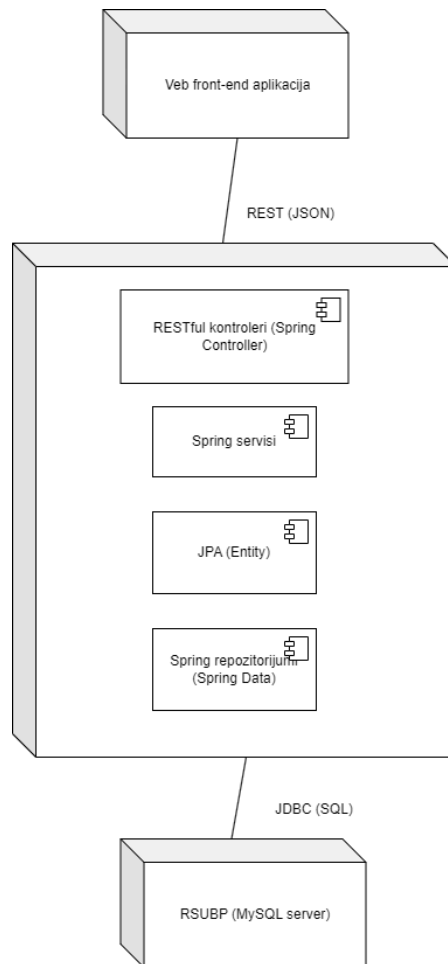 Veb front-end aplikacija
REST (JSON)
RESTful kontroleri (Spring
Controller)
Spring servisi
JPA (Entity)
Spring repozitorijumi
(Spring Data)
JDBC (SQL)
RSUBP (MySQL server)